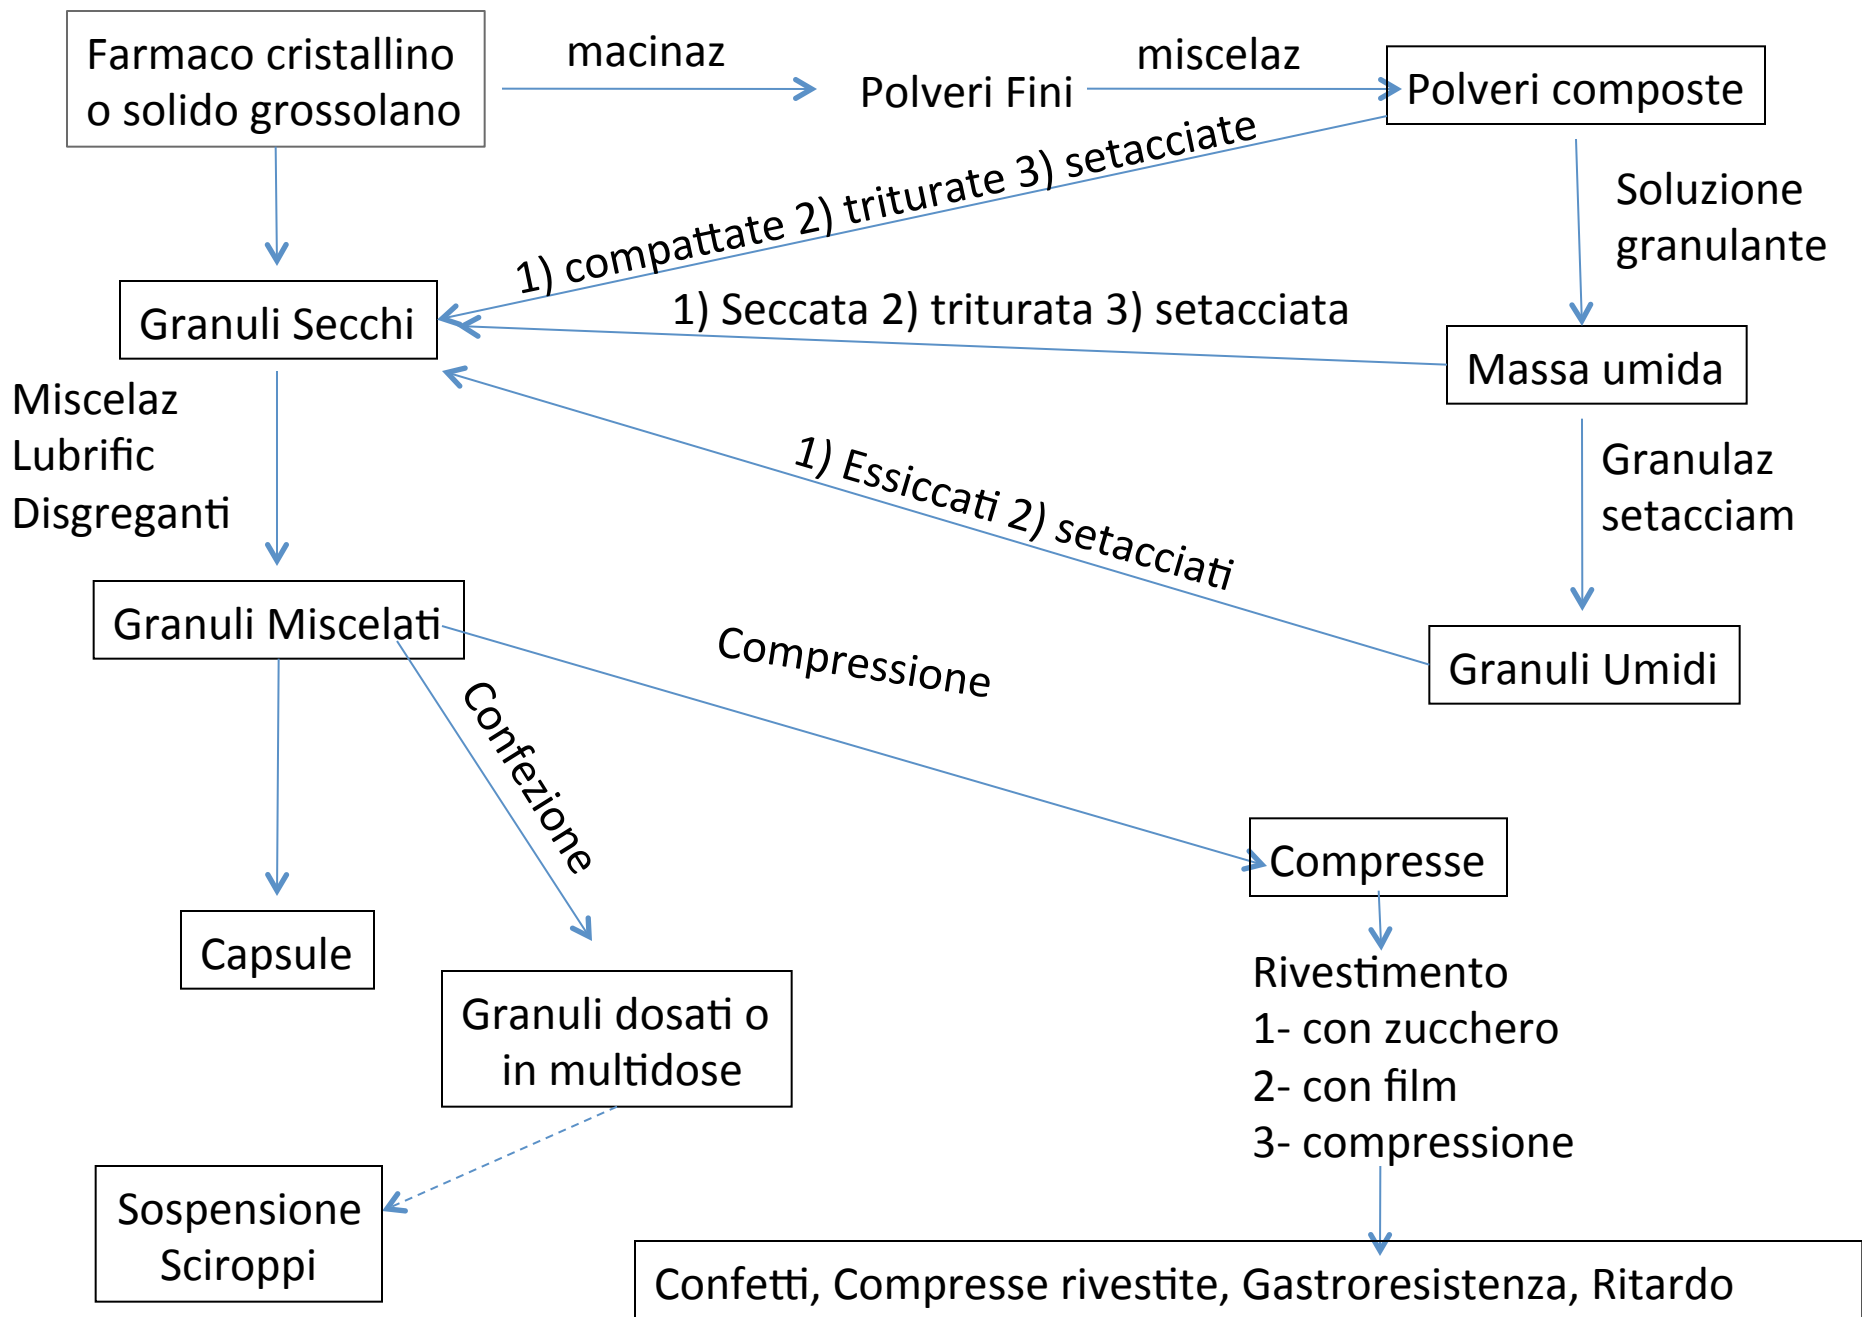 Farmaco cristallino
o solido grossolano
macinaz
Polveri Fini
miscelaz
Polveri composte
1) compattate 2) triturate 3) setacciate
Soluzione
granulante
Granuli Secchi
1) Seccata 2) triturata 3) setacciata
Massa umida
Miscelaz
Lubrific
Disgreganti
1) Essiccati 2) setacciati
Granulaz
setacciam
Granuli Miscelati
Compressione
Granuli Umidi
Confezione
Compresse
Capsule
Granuli dosati o
in multidose
Rivestimento
1- con zucchero
2- con film
3- compressione
Sospensione
Sciroppi
Confetti, Compresse rivestite, Gastroresistenza, Ritardo